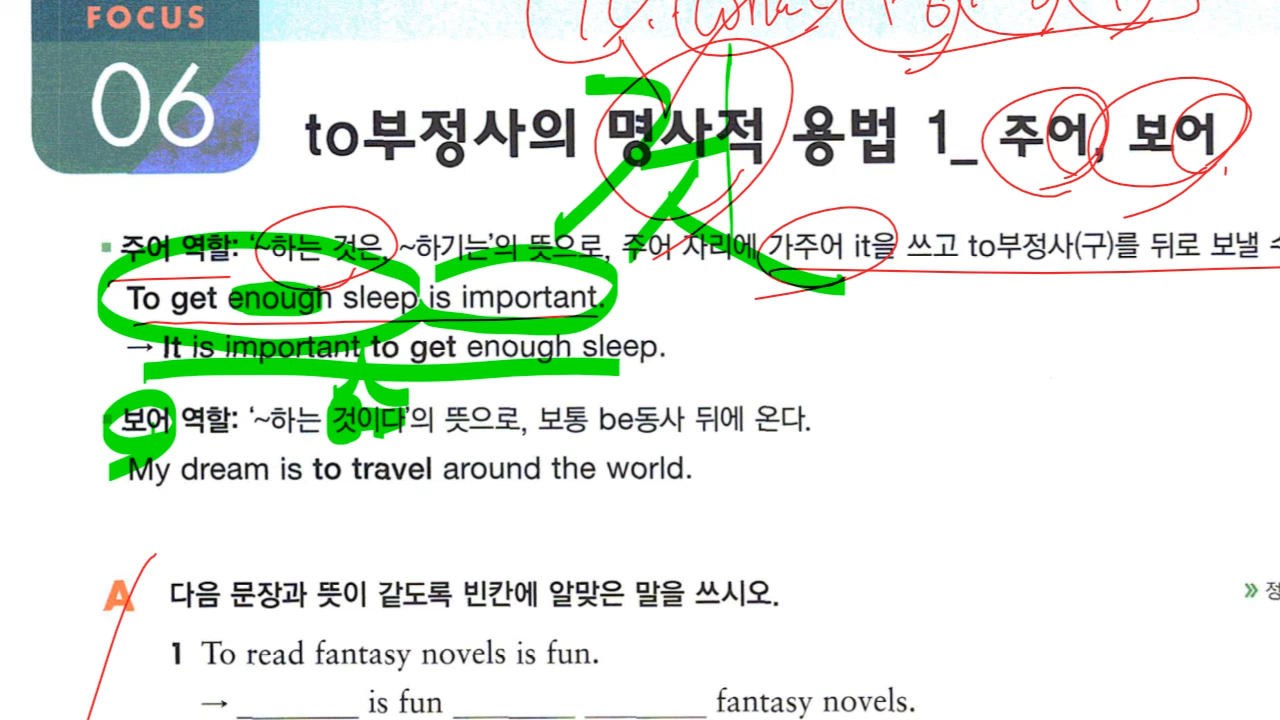 FOCUS
06
to부정사의 명사적 용법 1_ 주어, 보어
주어 역할: ‘~하는 것은, ~하기는’의 뜻으로, 주어 자리에 가주어 it을 쓰고 to부정사(구)를 뒤로 보낼
To get enough sleep is important.
→ It is important to get enough sleep.
보어 역할: ‘~하는 것이다’의 뜻으로, 보통 be동사 뒤에 온다.
My dream is to travel around the world.
A 다음 문장과 뜻이 같도록 빈칸에 알맞은 말을 쓰시오.
1 To read fantasy novels is fun.
→ ________ is fun ________ ________ fantasy novels.